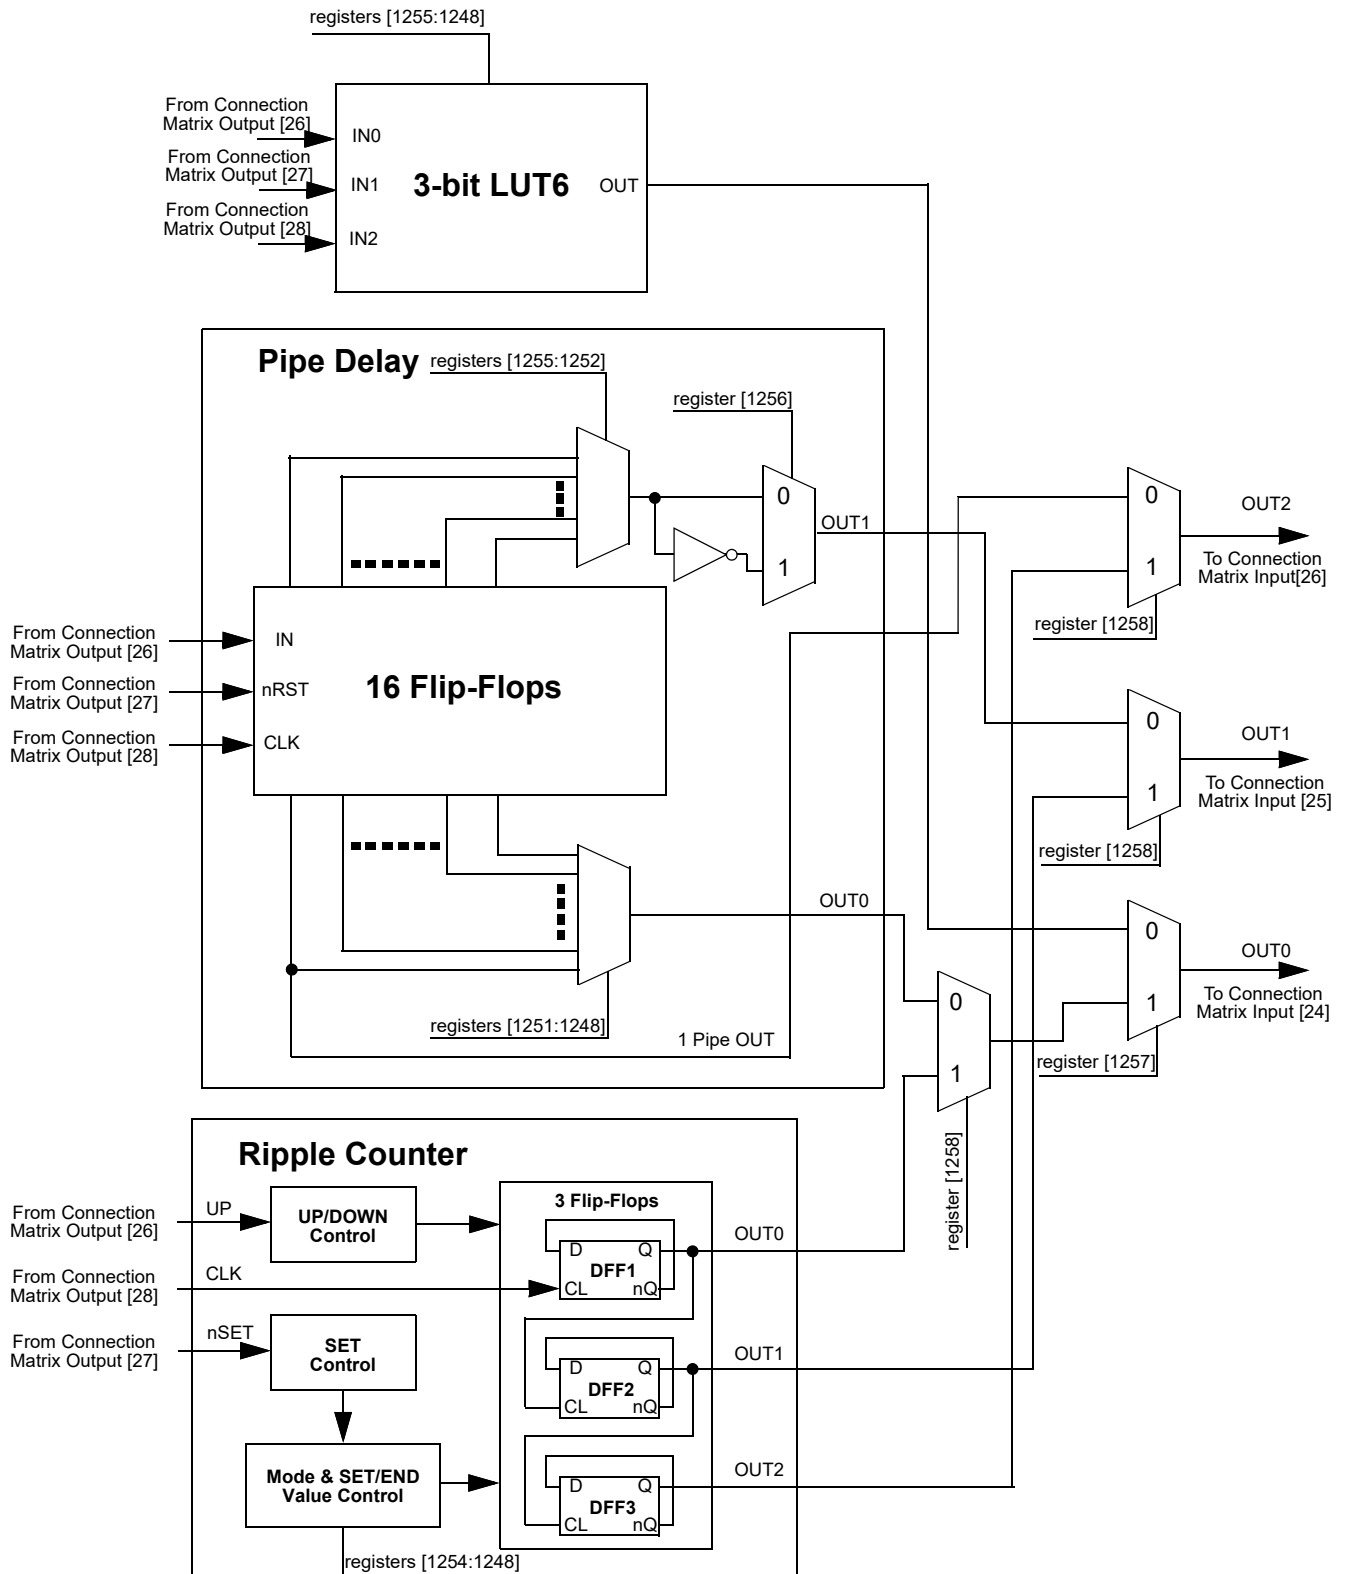 registers [1255:1248]
From Connection
Matrix Output [26]
From Connection
Matrix Output [27]
From Connection
Matrix Output [28]
IN0
IN1
IN2
3-bit LUT6
OUT
Pipe Delay
registers [1255:1252]
register [1256]
0
1
OUT1
From Connection
Matrix Output [26]
From Connection
Matrix Output [27]
From Connection
Matrix Output [28]
IN
nRST
CLK
16 Flip-Flops
OUT0
registers [1251:1248]
1 Pipe OUT
0
1
OUT2
To Connection
Matrix Input[26]
register [1258]
0
1
OUT1
To Connection
Matrix Input [25]
register [1258]
0
1
OUT0
To Connection
Matrix Input [24]
register [1257]
0
1
register [1258]
Ripple Counter
From Connection
Matrix Output [26]
UP
UP/DOWN
Control
From Connection
Matrix Output [28]
CLK
From Connection
Matrix Output [27]
nSET
SET
Control
Mode & SET/END
Value Control
registers [1254:1248]
3 Flip-Flops
D
Q
DFF1
CL
nQ
OUT0
D
Q
DFF2
CL
nQ
OUT1
D
Q
DFF3
CL
nQ
OUT2